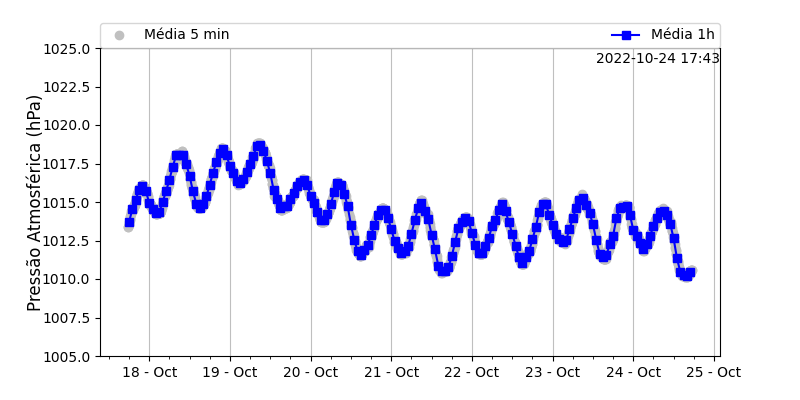 Média 5 min
Média 1h
2022-10-24 17:43
Pressão Atmosférica (hPa)
1025.0
1022.5
1020.0
1017.5
1015.0
1012.5
1010.0
1007.5
1005.0
18 - Oct
19 - Oct
20 - Oct
21 - Oct
22 - Oct
23 - Oct
24 - Oct
25 - Oct